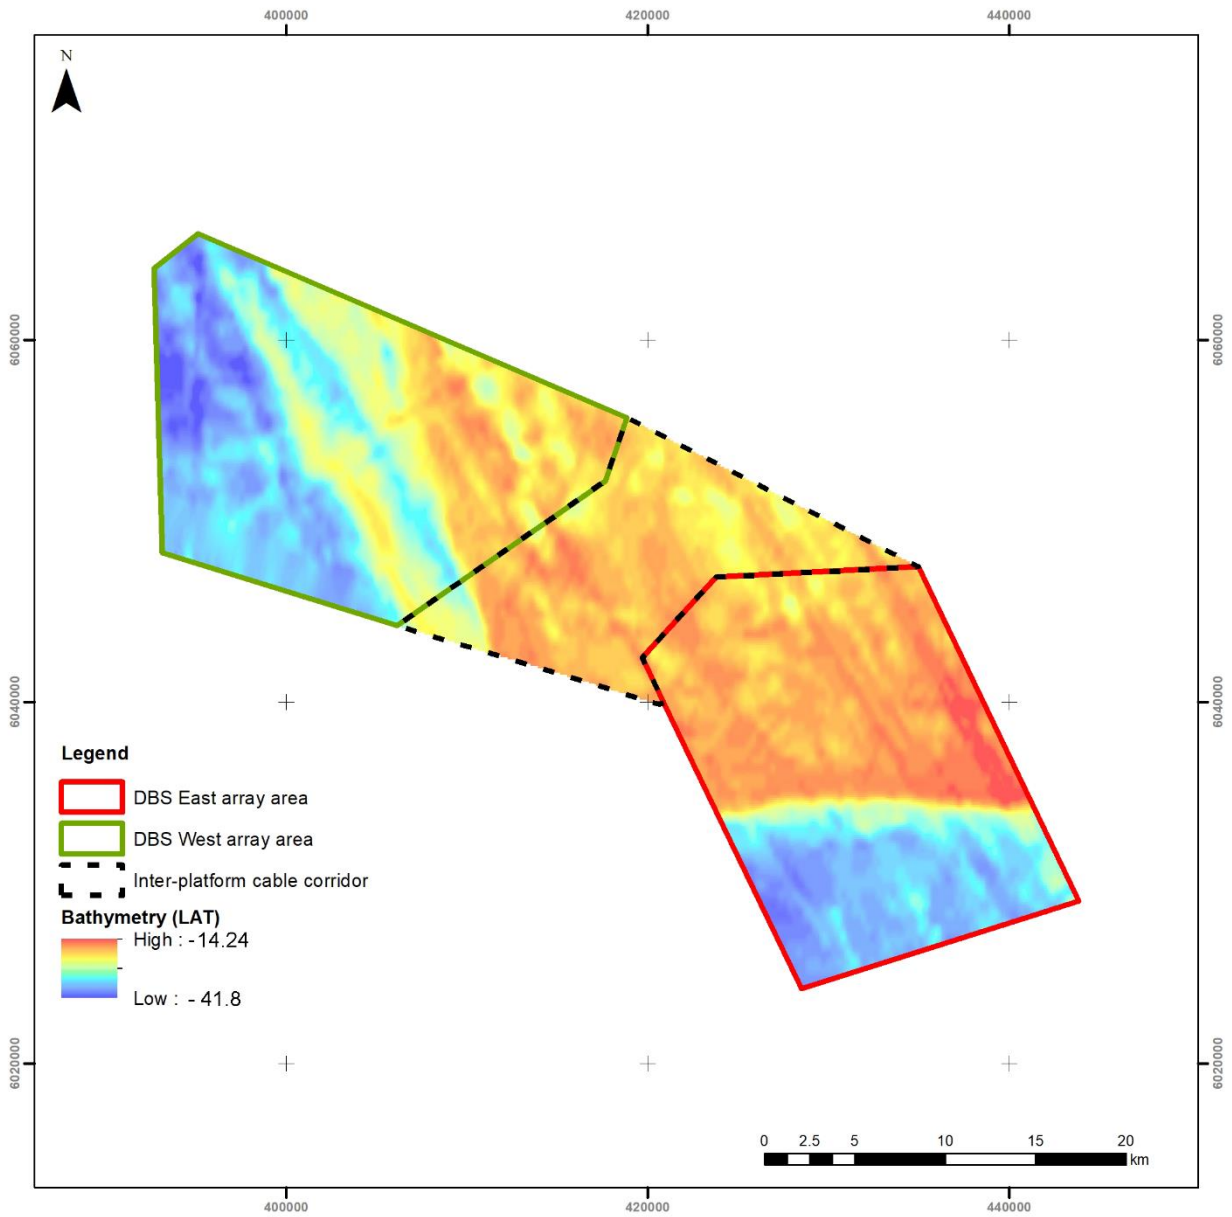 400000 420000 440000
N
6060000 6060000
6040000 6040000
Legend
DBS East array area
DBS West array area
Inter-platform cable corridor
Bathymetry (LAT)
High : -14.24
Low : - 41.8
6020000 6020000
0 2.5 5 10 15 20
km
400000 420000 440000